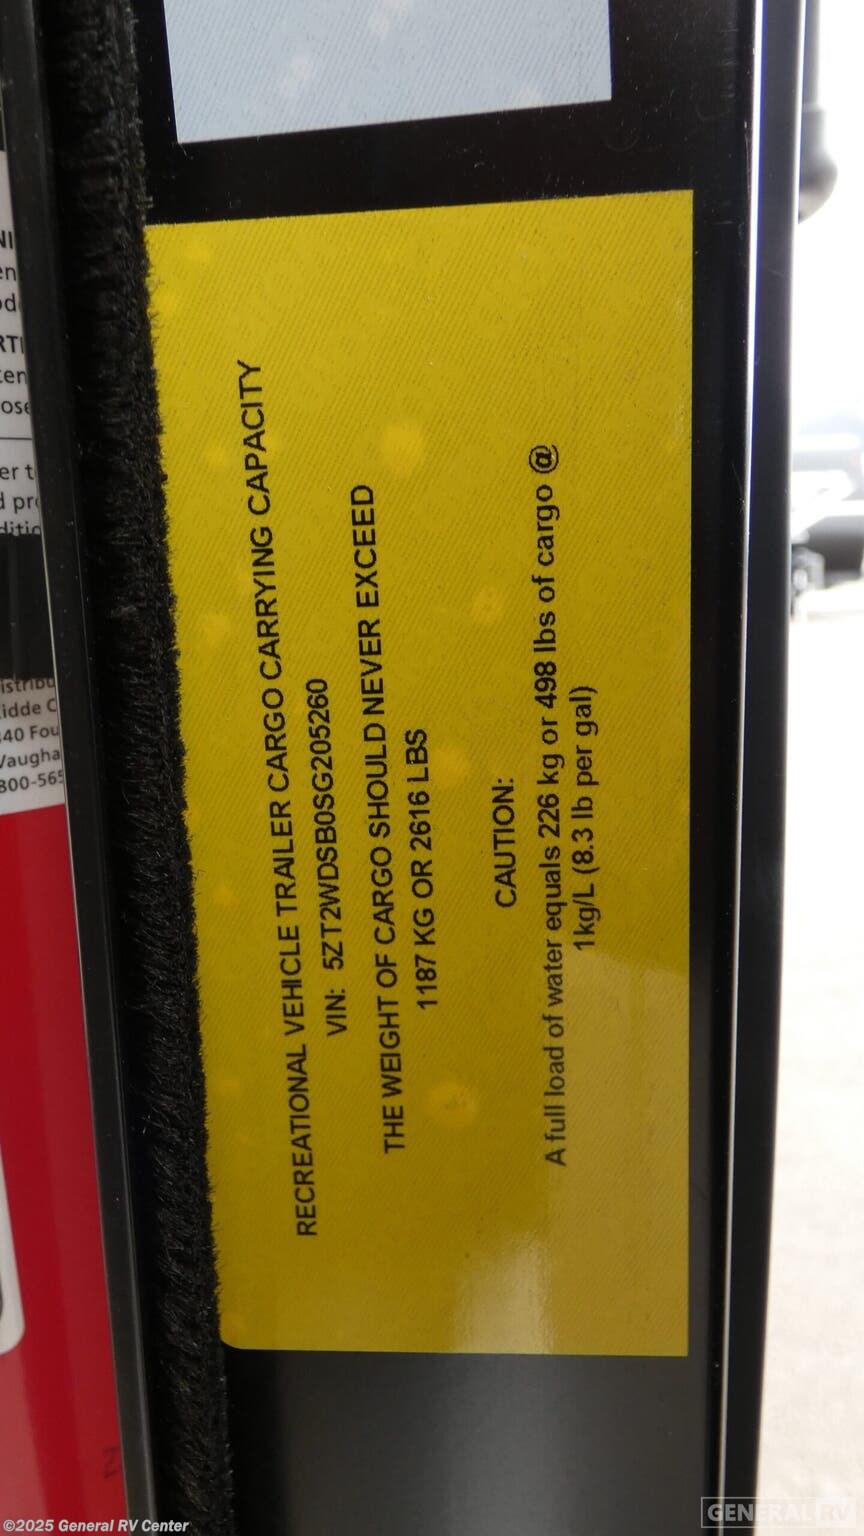 RECREATIONAL VEHICLE TRAILER CARGO CARRYING CAPACITY
VIN: 5ZT2WDSB0SG205260
THE WEIGHT OF CARGO SHOULD NEVER EXCEED
1187 KG OR 2616 LBS
CAUTION:
A full load of water equals 226 kg or 498 lbs of cargo @
1kg/L (8.3 lb per gal)
©2025 General RV Center
GENERAL RV